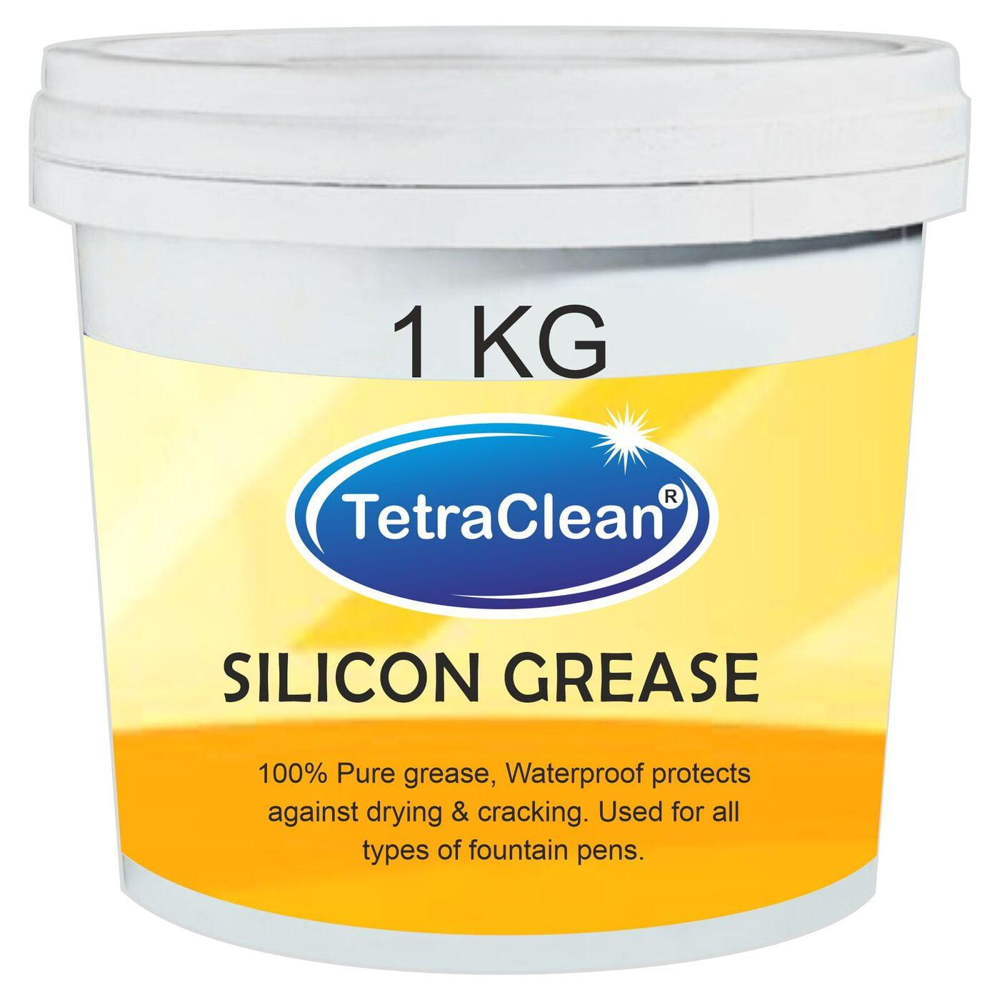 1 KG
TetraClean®
SILICON GREASE
100% Pure grease, Waterproof protects
against drying & cracking. Used for all
types of fountain pens.